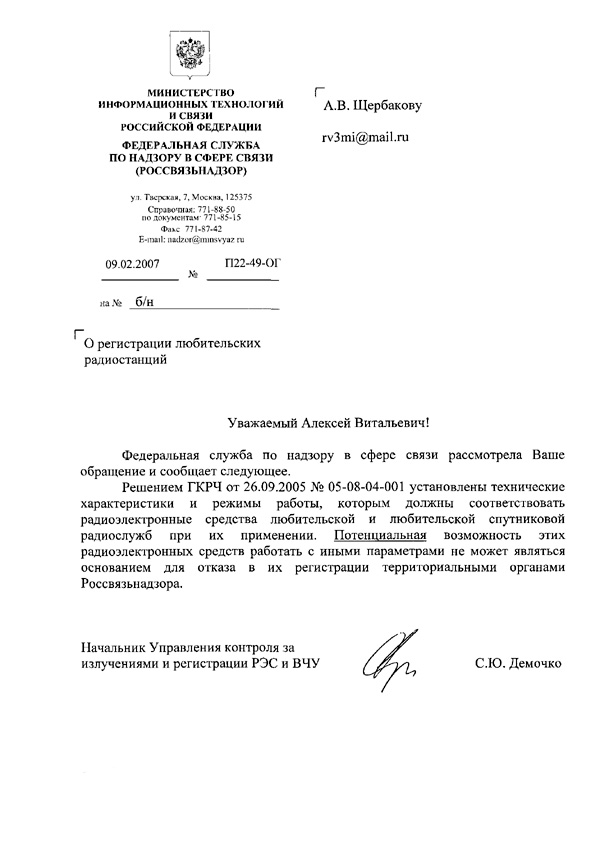 МИНИСТЕРСТВО
ИНФОРМАЦИОННЫХ ТЕХНОЛОГИЙ
И СВЯЗИ
РОССИЙСКОЙ ФЕДЕРАЦИИ
ФЕДЕРАЛЬНАЯ СЛУЖБА
ПО НАДЗОРУ В СФЕРЕ СВЯЗИ
(РОССВЯЗЬНАДЗОР)
ул. Тверская, 7, Москва, 125375
Справочная: 771-88-50
по документам: 771-85-15
Факс 771-87-42
E-mail: nadzor@minsvyaz ru
09.02.2007 № П22-49-ОГ
на № б/н
А.В. Щербакову
rv3mi@mail.ru
О регистрации любительских
радиостанций
Уважаемый Алексей Витальевич!
Федеральная служба по надзору в сфере связи рассмотрела Ваше
обращение и сообщает следующее.
Решением ГКРЧ от 26.09.2005 № 05-08-04-001 установлены технические
характеристики и режимы работы, которым должны соответствовать
радиоэлектронные средства любительской и любительской спутниковой
радиослужб при их применении. Потенциальная возможность этих
радиоэлектронных средств работать с иными параметрами не может являться
основанием для отказа в их регистрации территориальными органами
Россвязьнадзора.
Начальник Управления контроля за
излучениями и регистрации РЭС и ВЧУ С.Ю. Демочко